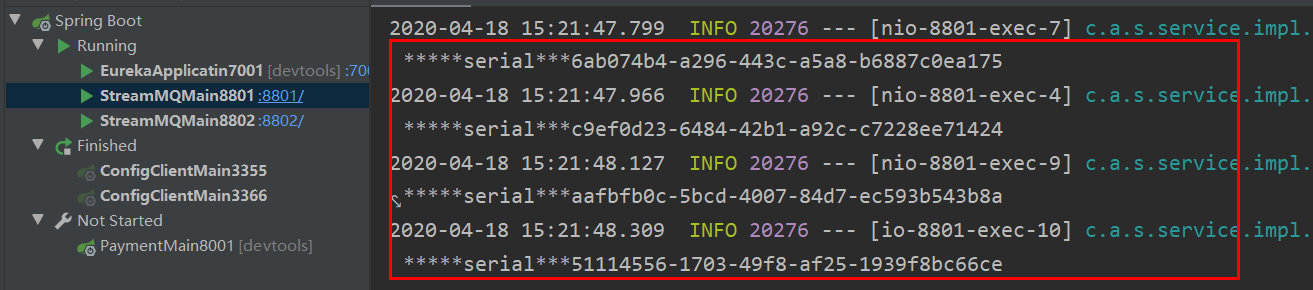 Spring Boot
Running
EurekaApplicatin7001 [devtools] :700
StreamMQMain8801 :8801/
StreamMQMain8802 :8802/
Finished
ConfigClientMain3355
ConfigClientMain3366
Not Started
PaymentMain8001 [devtools]
2020-04-18 15:21:47.799 INFO 20276 --- [nio-8801-exec-7] c.a.s.service.impl.
*****serial***6ab074b4-a296-443c-a5a8-b6887c0ea175
2020-04-18 15:21:47.966 INFO 20276 --- [nio-8801-exec-4] c.a.s.service.impl.
*****serial***c9ef0d23-6484-42b1-a92c-c7228ee71424
2020-04-18 15:21:48.127 INFO 20276 --- [nio-8801-exec-9] c.a.s.service.impl.
*****serial***aafbfb0c-5bcd-4007-84d7-ec593b543b8a
2020-04-18 15:21:48.309 INFO 20276 --- [io-8801-exec-10] c.a.s.service.impl.
*****serial***51114556-1703-49f8-af25-1939f8bc66ce